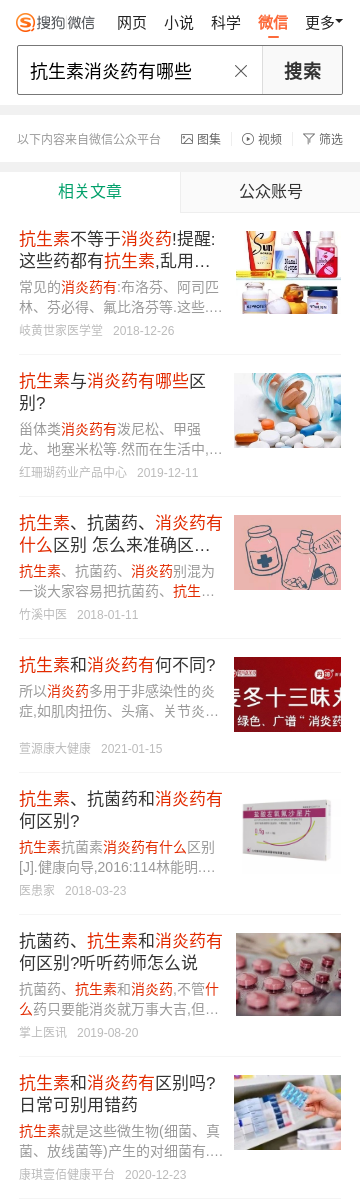 搜狗微信 网页 小说 科学 微信 更多
抗生素消炎药有哪些 搜索
以下内容来自微信公众平台 图集 视频 筛选
相关文章 公众账号
抗生素不等于消炎药!提醒:
这些药都有抗生素,乱用…
常见的消炎药有:布洛芬、阿司匹
林、芬必得、氟比洛芬等.这些.…
岐黄世家医学堂 2018-12-26
抗生素与消炎药有哪些区
别?
甾体类消炎药有泼尼松、甲强
龙、地塞米松等.然而在生活中,…
红珊瑚药业产品中心 2019-12-11
抗生素、抗菌药、消炎药有
什么区别 怎么来准确区…
抗生素、抗菌药、消炎药别混为
一谈大家容易把抗菌药、抗生…
竹溪中医 2018-01-11
抗生素和消炎药有何不同?
所以消炎药多用于非感染性的炎
症,如肌肉扭伤、头痛、关节炎…
萱源康大健康 2021-01-15
麦冬十三味丸
绿色、广谱“消炎药
抗生素、抗菌药和消炎药有
何区别?
抗生素抗菌素消炎药有什么区别
[J].健康向导,2016:114林能明.…
医患家 2018-03-23
盐酸左氧氟沙星片
抗菌药、抗生素和消炎药有
何区别?听听药师怎么说
抗菌药、抗生素和消炎药,不管什
么药只要能消炎就万事大吉,但…
掌上医讯 2019-08-20
抗生素和消炎药有区别吗?
日常可别用错药
抗生素就是这些微生物(细菌、真
菌、放线菌等)产生的对细菌有.…
康琪壹佰健康平台 2020-12-23